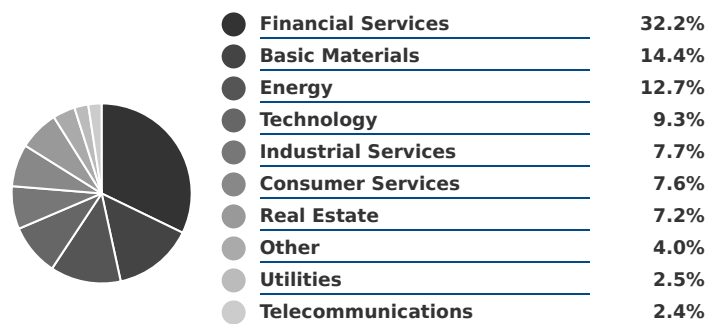 Financial Services 32.2%
Basic Materials 14.4%
Energy 12.7%
Technology 9.3%
Industrial Services 7.7%
Consumer Services 7.6%
Real Estate 7.2%
Other 4.0%
Utilities 2.5%
Telecommunications 2.4%